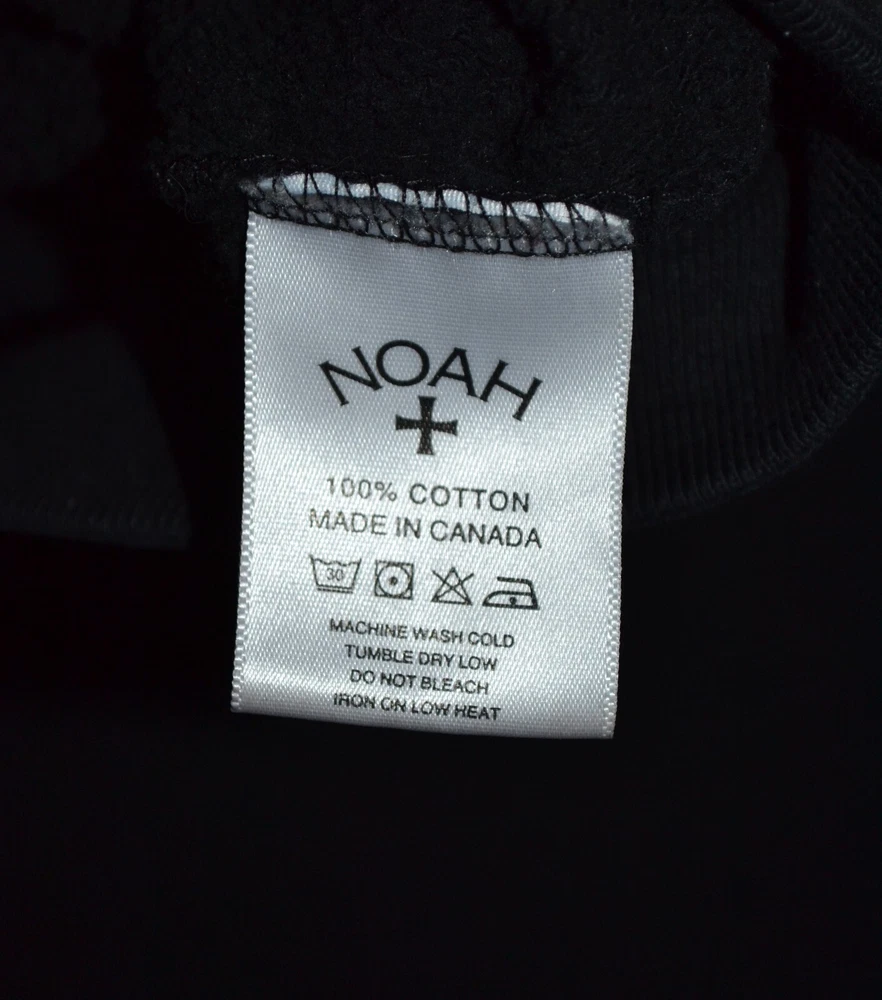 NOAH
100% COTTON
MADE IN CANADA
30
MACHINE WASH COLD
TUMBLE DRY LOW
DO NOT BLEACH
IRON ON LOW HEAT